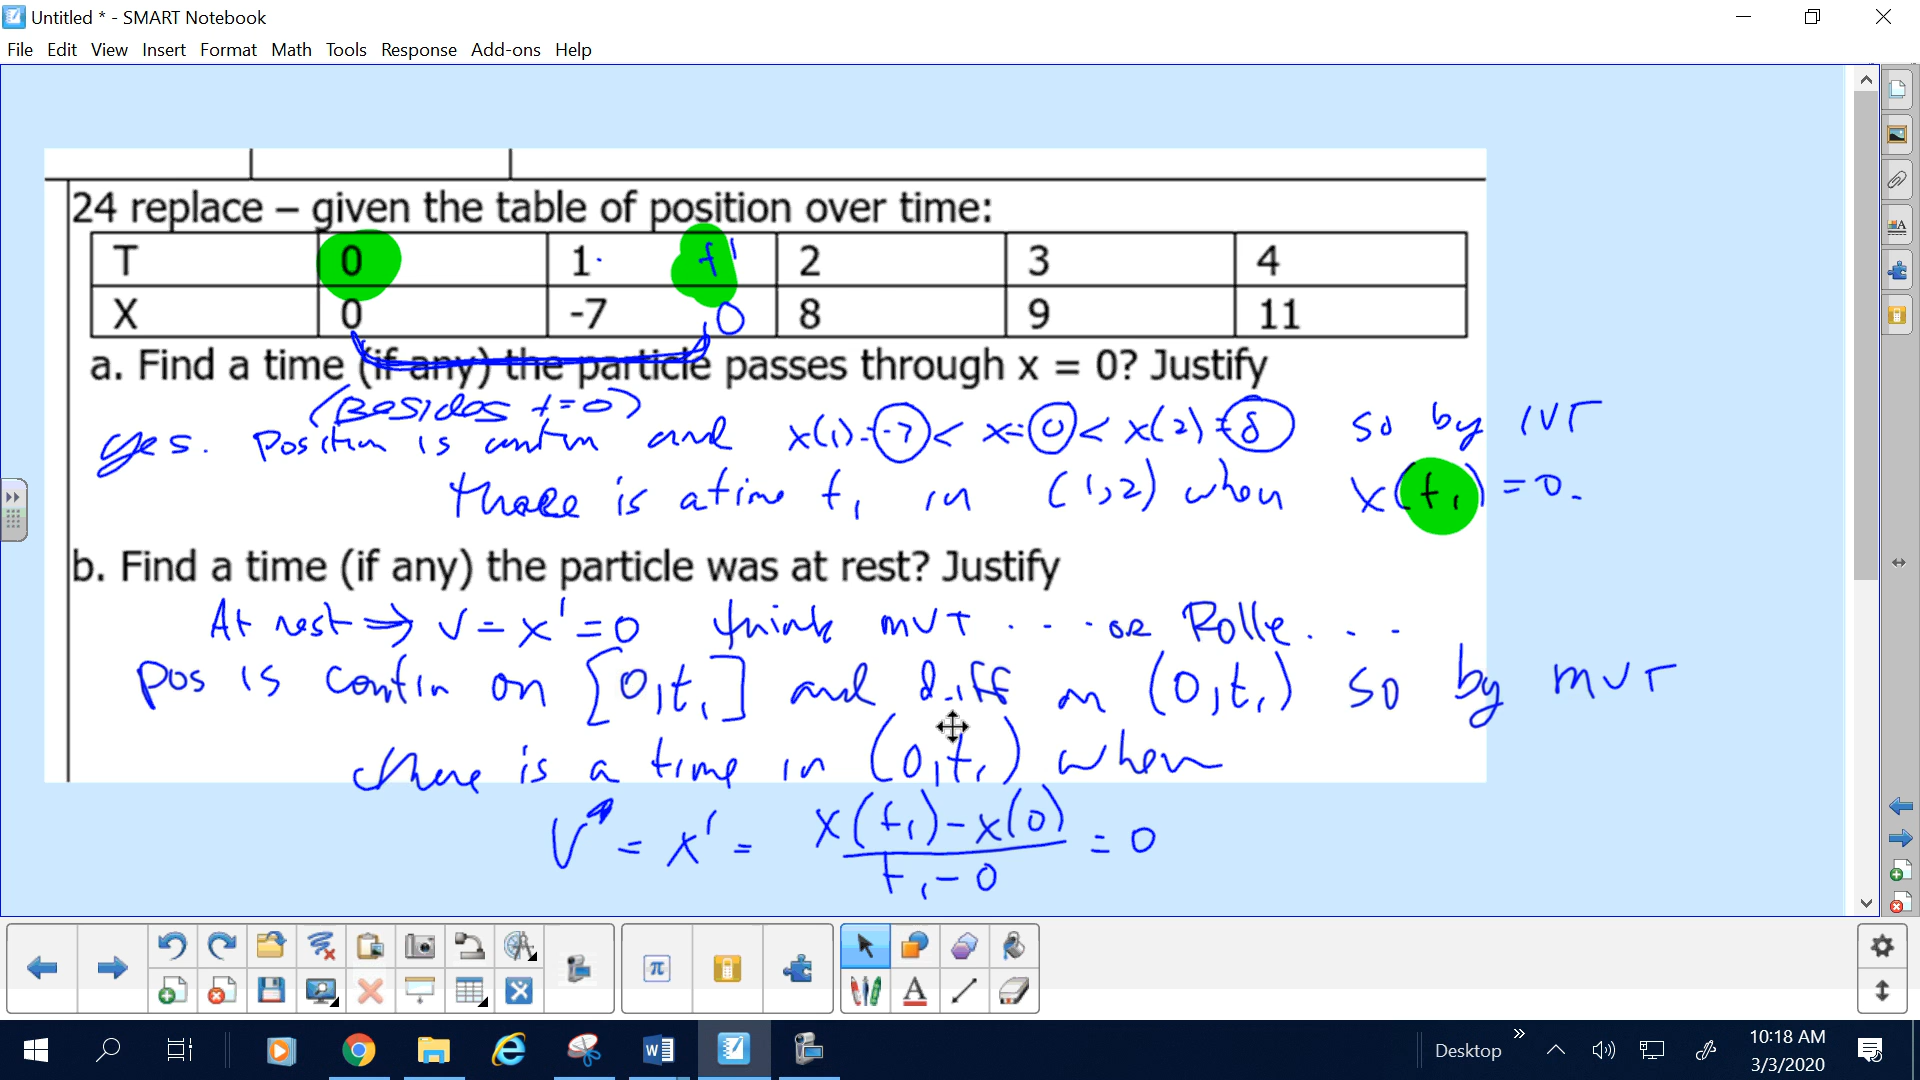 Untitled * - SMART Notebook
File Edit View Insert Format Math Tools Response Add-ons Help
24 replace – given the table of position over time:
T 0 1 t1 2 3 4
X 0 -7 0 8 9 11
a. Find a time (if any) the particle passes through x = 0? Justify
(Besides t=0)
yes. Position is contin and x(1)=-7 < x=0 < x(2)=8 so by IVT
there is a time t1 in (1,2) when x(t1)=0.
b. Find a time (if any) the particle was at rest? Justify
At rest ⇒ v = x' = 0 think MVT ... or Rolle...
Pos is contin on [0,t1] and diff on (0,t1) so by MVT
there is a time in (0,t1) when
V = x' = x(t1)-x(0) / t1-0 = 0
π
A
W
Desktop
10:18 AM
3/3/2020